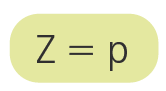 Z = p